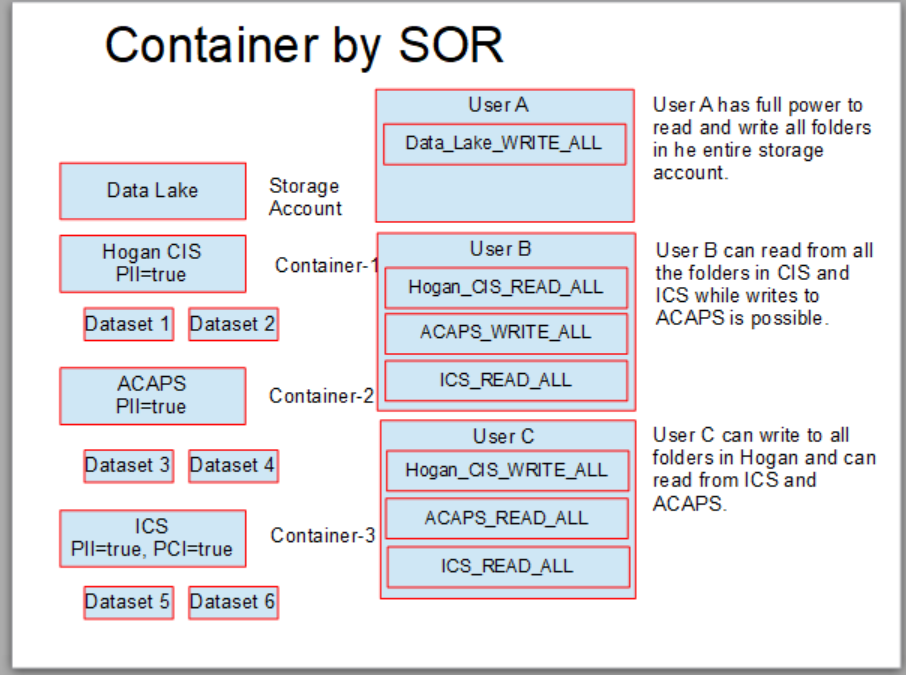 Container by SOR
Data Lake
Storage
Account
Hogan CIS
PII=true
Container-1
Dataset 1
Dataset 2
ACAPS
PII=true
Container-2
Dataset 3
Dataset 4
ICS
PII=true, PCI=true
Container-3
Dataset 5
Dataset 6
User A
Data_Lake_WRITE_ALL
User A has full power to
read and write all folders
in he entire storage
account.
User B
Hogan_CIS_READ_ALL
ACAPS_WRITE_ALL
ICS_READ_ALL
User B can read from all
the folders in CIS and
ICS while writes to
ACAPS is possible.
User C
Hogan_CIS_WRITE_ALL
ACAPS_READ_ALL
ICS_READ_ALL
User C can write to all
folders in Hogan and can
read from ICS and
ACAPS.